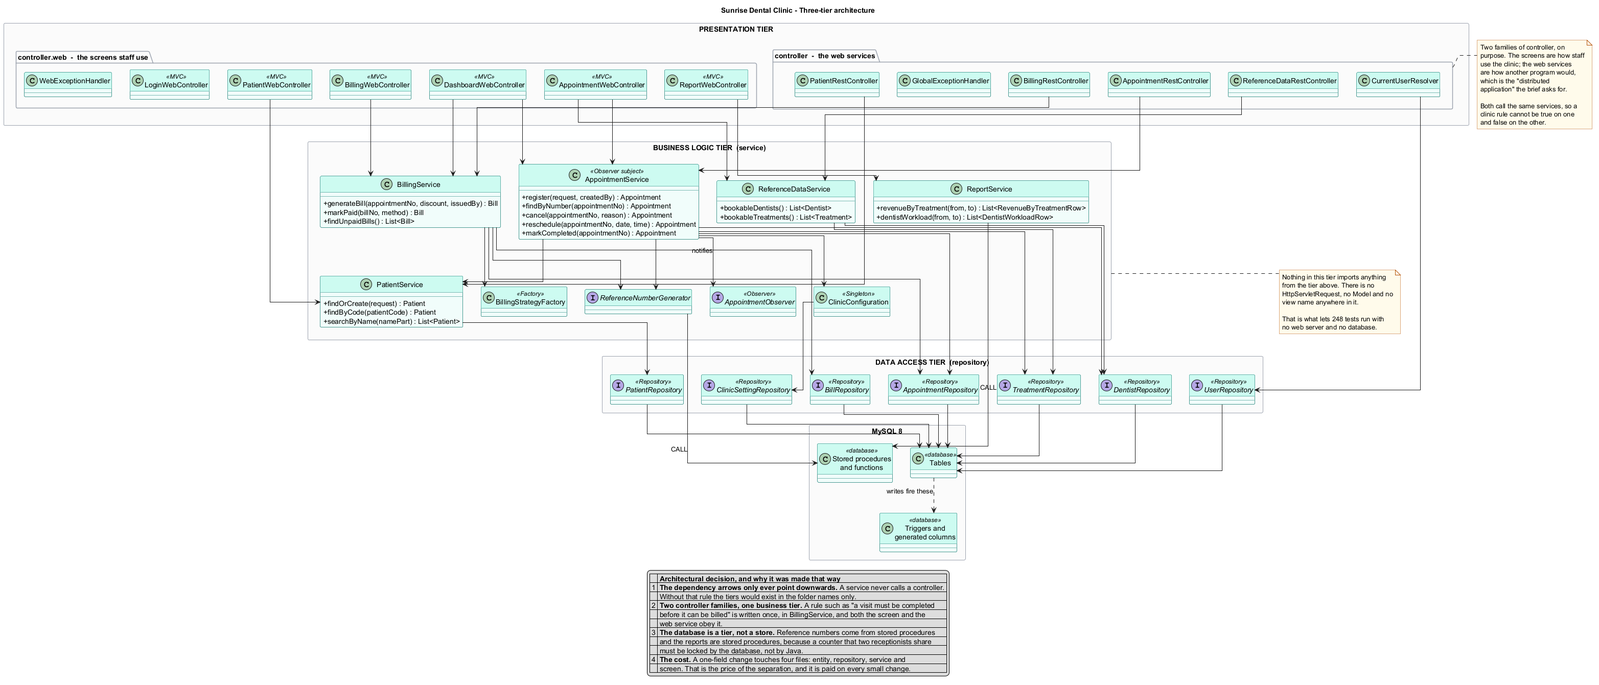 Sunrise Dental Clinic - Three-tier architecture
PRESENTATION TIER
controller.web - the screens staff use
C WebExceptionHandler
C «MVC»
LoginWebController
C «MVC»
PatientWebController
C «MVC»
BillingWebController
C «MVC»
DashboardWebController
C «MVC»
AppointmentWebController
C «MVC»
ReportWebController
controller - the web services
C PatientRestController
C GlobalExceptionHandler
C BillingRestController
C AppointmentRestController
C ReferenceDataRestController
C CurrentUserResolver
Two families of controller, on
purpose. The screens are how staff
use the clinic; the web services
are how another program would,
which is the "distributed
application" the brief asks for.
Both call the same services, so a
clinic rule cannot be true on one
and false on the other.
BUSINESS LOGIC TIER (service)
C BillingService
+generateBill(appointmentNo, discount, issuedBy) : Bill
+markPaid(billNo, method) : Bill
+findUnpaidBills() : List<Bill>
C «Observer subject»
AppointmentService
+register(request, createdBy) : Appointment
+findByNumber(appointmentNo) : Appointment
+cancel(appointmentNo, reason) : Appointment
+reschedule(appointmentNo, date, time) : Appointment
+markCompleted(appointmentNo) : Appointment
C ReferenceDataService
+bookableDentists() : List<Dentist>
+bookableTreatments() : List<Treatment>
C ReportService
+revenueByTreatment(from, to) : List<RevenueByTreatmentRow>
+dentistWorkload(from, to) : List<DentistWorkloadRow>
notifies
C PatientService
+findOrCreate(request) : Patient
+findByCode(patientCode) : Patient
+searchByName(namePart) : List<Patient>
C «Factory»
BillingStrategyFactory
I ReferenceNumberGenerator
I «Observer»
AppointmentObserver
C «Singleton»
ClinicConfiguration
Nothing in this tier imports anything
from the tier above. There is no
HttpServletRequest, no Model and no
view name anywhere in it.
That is what lets 248 tests run with
no web server and no database.
DATA ACCESS TIER (repository)
I «Repository»
PatientRepository
I «Repository»
ClinicSettingRepository
I «Repository»
BillRepository
I «Repository»
AppointmentRepository
CALL
I «Repository»
TreatmentRepository
I «Repository»
DentistRepository
I «Repository»
UserRepository
MySQL 8
CALL
C «database»
Stored procedures
and functions
C «database»
Tables
writes fire these
C «database»
Triggers and
generated columns
Architectural decision, and why it was made that way
1 The dependency arrows only ever point downwards. A service never calls a controller.
Without that rule the tiers would exist in the folder names only.
2 Two controller families, one business tier. A rule such as "a visit must be completed
before it can be billed" is written once, in BillingService, and both the screen and the
web service obey it.
3 The database is a tier, not a store. Reference numbers come from stored procedures
and the reports are stored procedures, because a counter that two receptionists share
must be locked by the database, not by Java.
4 The cost. A one-field change touches four files: entity, repository, service and
screen. That is the price of the separation, and it is paid on every small change.